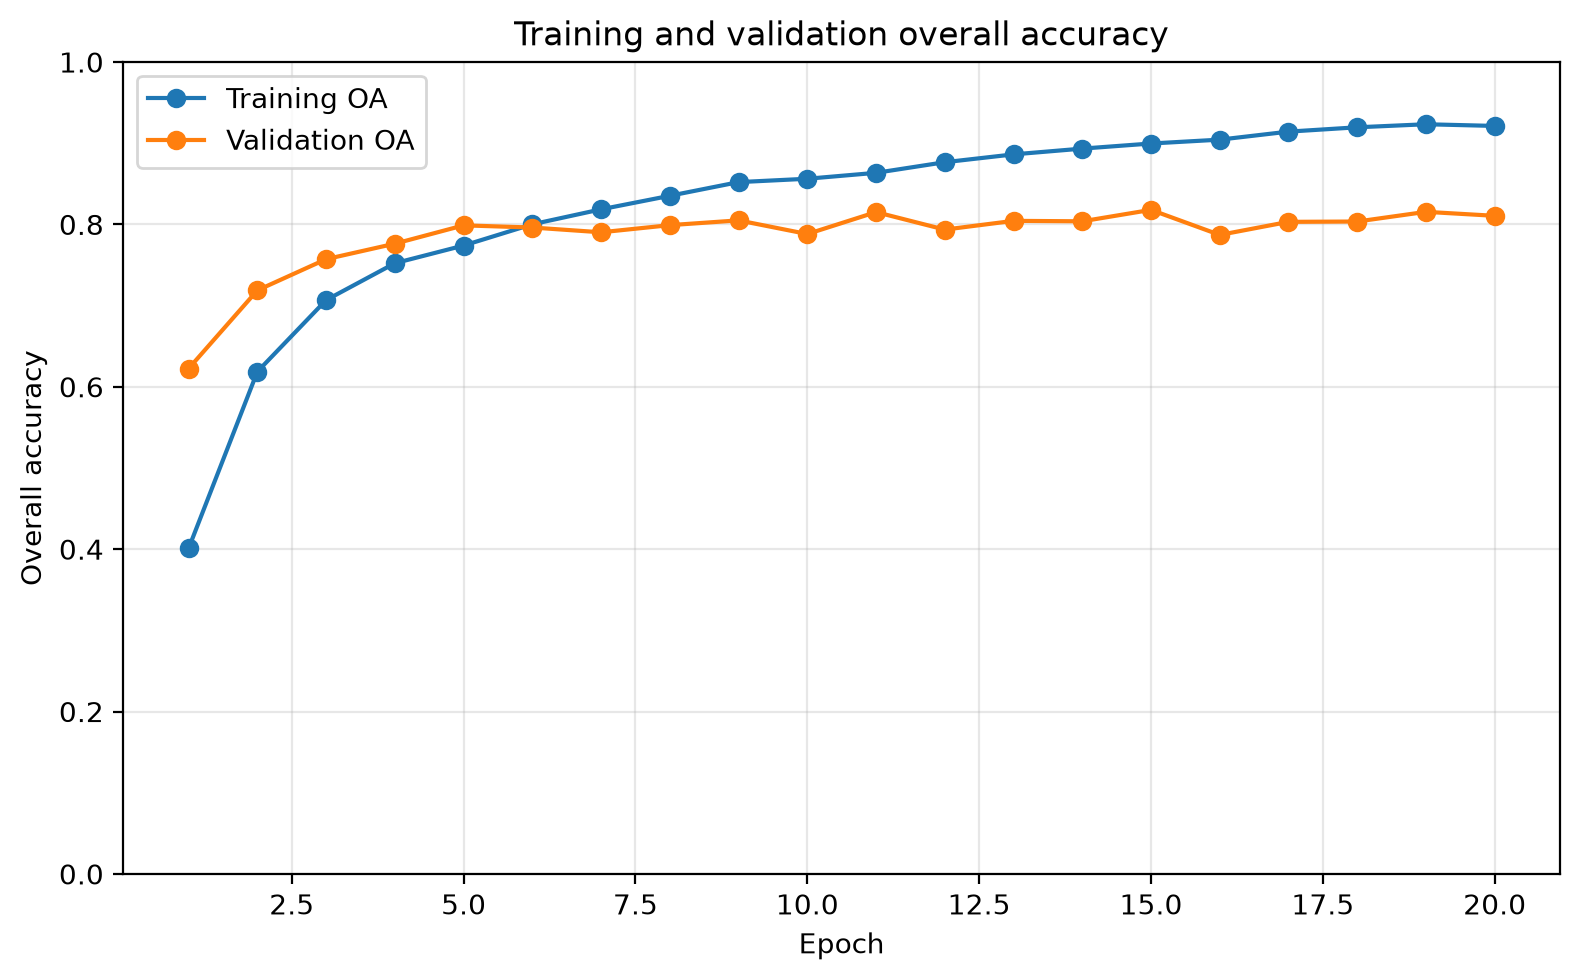 Training and validation overall accuracy
Training OA
Validation OA
Overall accuracy
1.0
0.8
0.6
0.4
0.2
0.0
2.5 5.0 7.5 10.0 12.5 15.0 17.5 20.0
Epoch